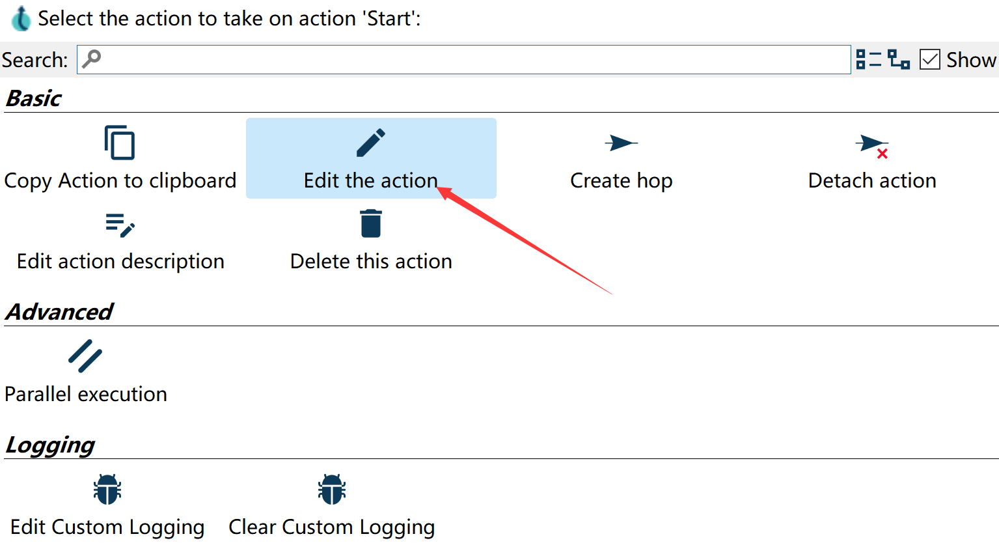 Select the action to take on action 'Start':
Search: Show
Basic
Copy Action to clipboard Edit the action Create hop Detach action
Edit action description Delete this action
Advanced
Parallel execution
Logging
Edit Custom Logging Clear Custom Logging